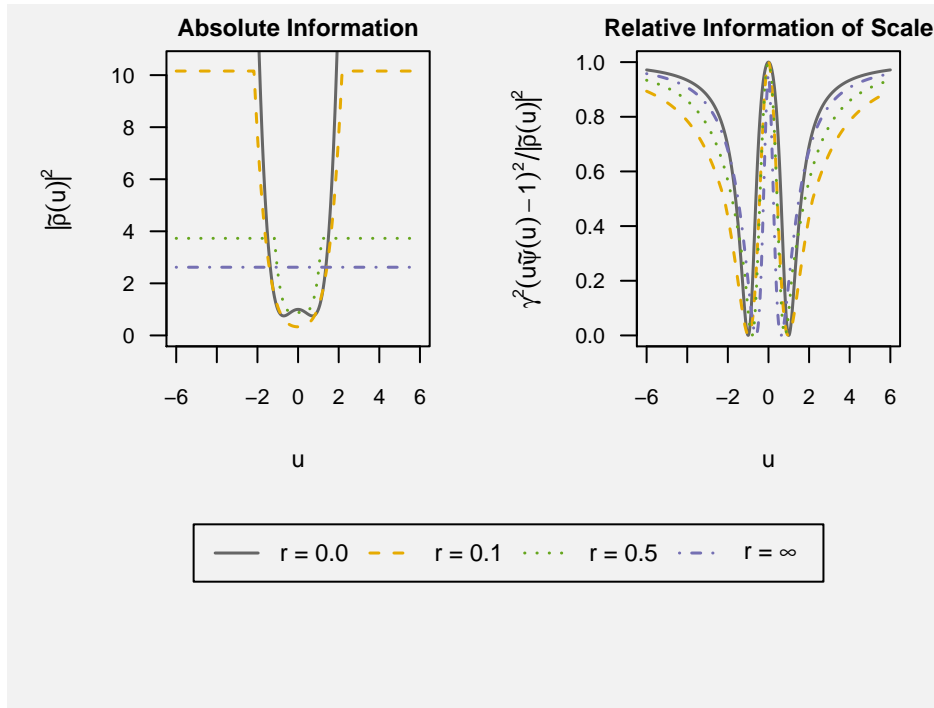 Absolute Information
|ρ̃(u)|²
10
8
6
4
2
0
−6 −2 0 2 4 6
u
Relative Information of Scale
γ²(uψ̃(u) − 1)²/|ρ̃(u)|²
1.0
0.8
0.6
0.4
0.2
0.0
−6 −2 0 2 4 6
u
r = 0.0 r = 0.1 r = 0.5 r = ∞